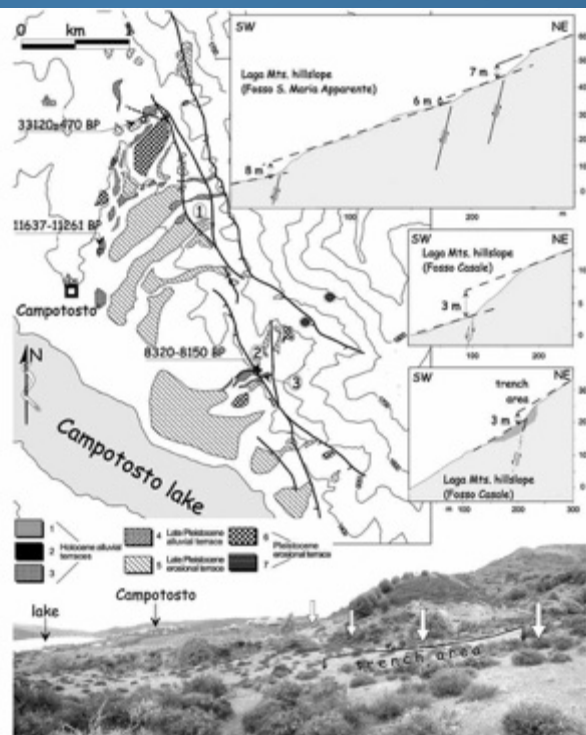 0 km 1
33120±470 BP
11637-11261 BP
1
Campotosto
8320-8150 BP
2
3
N
Campotosto lake
SW NE
Laga Mts. hillslope
(Fosso S. Maria Apparente)
7 m
6 m
8 m
100 200 m
SW NE
Laga Mts. hillslope
(Fosso Casale)
3 m
100 200
SW NE
trench
area
3 m
Laga Mts. hillslope
(Fosso Casale)
m 100 200 300
1
2 Holocene alluvial
terraces
3
4 Late Pleistocene
alluvial terrace
5 Late Pleistocene
erosional terrace
6 Pleistocene
erosional terrace
7
lake
Campotosto
trench area